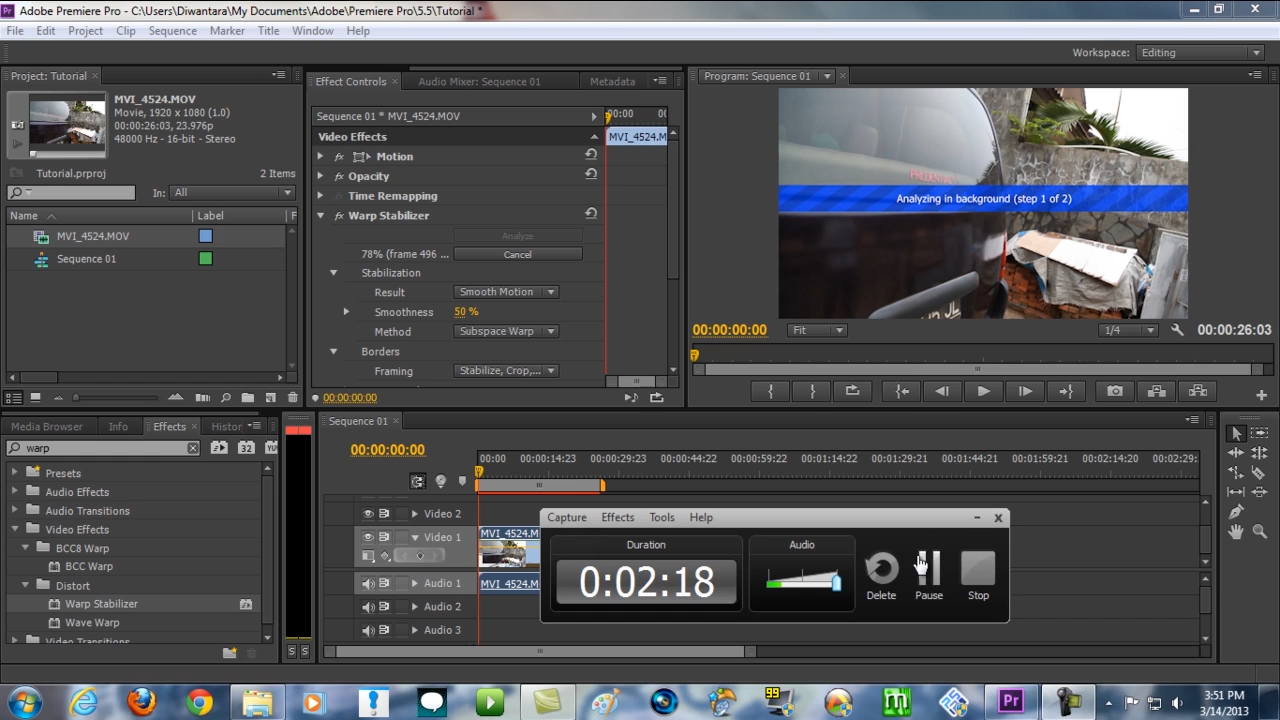 Adobe Premiere Pro - C:\Users\Diwantara\My Documents\Adobe\Premiere Pro\5.5\Tutorial *
File Edit Project Clip Sequence Marker Title Window Help
Workspace: Editing
Project: Tutorial
MVI_4524.MOV
Movie, 1920 x 1080 (1.0)
00:00:26:03, 23.976p
48000 Hz - 16-bit - Stereo
Tutorial.prproj 2 Items
In: All
Name Label F
MVI_4524.MOV
Sequence 01
Effect Controls Audio Mixer: Sequence 01 Metadata
Sequence 01 * MVI_4524.MOV
00:00 00
Video Effects
MVI_4524.M
fx Motion
fx Opacity
fx Time Remapping
fx Warp Stabilizer
Analyze
78% (frame 496 ... Cancel
Stabilization
Result Smooth Motion
Smoothness 50 %
Method Subspace Warp
Borders
Framing Stabilize, Crop,...
00:00:00:00
Program: Sequence 01
Analyzing in background (step 1 of 2)
00:00:00:00 Fit 1/4 00:00:26:03
Media Browser Info Effects Histor
warp
32
Presets
Audio Effects
Audio Transitions
Video Effects
BCC8 Warp
BCC Warp
Distort
Warp Stabilizer
Wave Warp
Video Transitions
S S
Sequence 01
00:00:00:00
00:00 00:00:14:23 00:00:29:23 00:00:44:22 00:00:59:22 00:01:14:22 00:01:29:21 00:01:44:21 00:01:59:21 00:02:14:20 00:02:29:
Video 2
Video 1
MVI_4524.M
Audio 1
MVI_4524.M
Audio 2
Audio 3
Capture Effects Tools Help
Duration
0:02:18
Audio
Delete Pause Stop
99
Pr
3:51 PM
3/14/2013